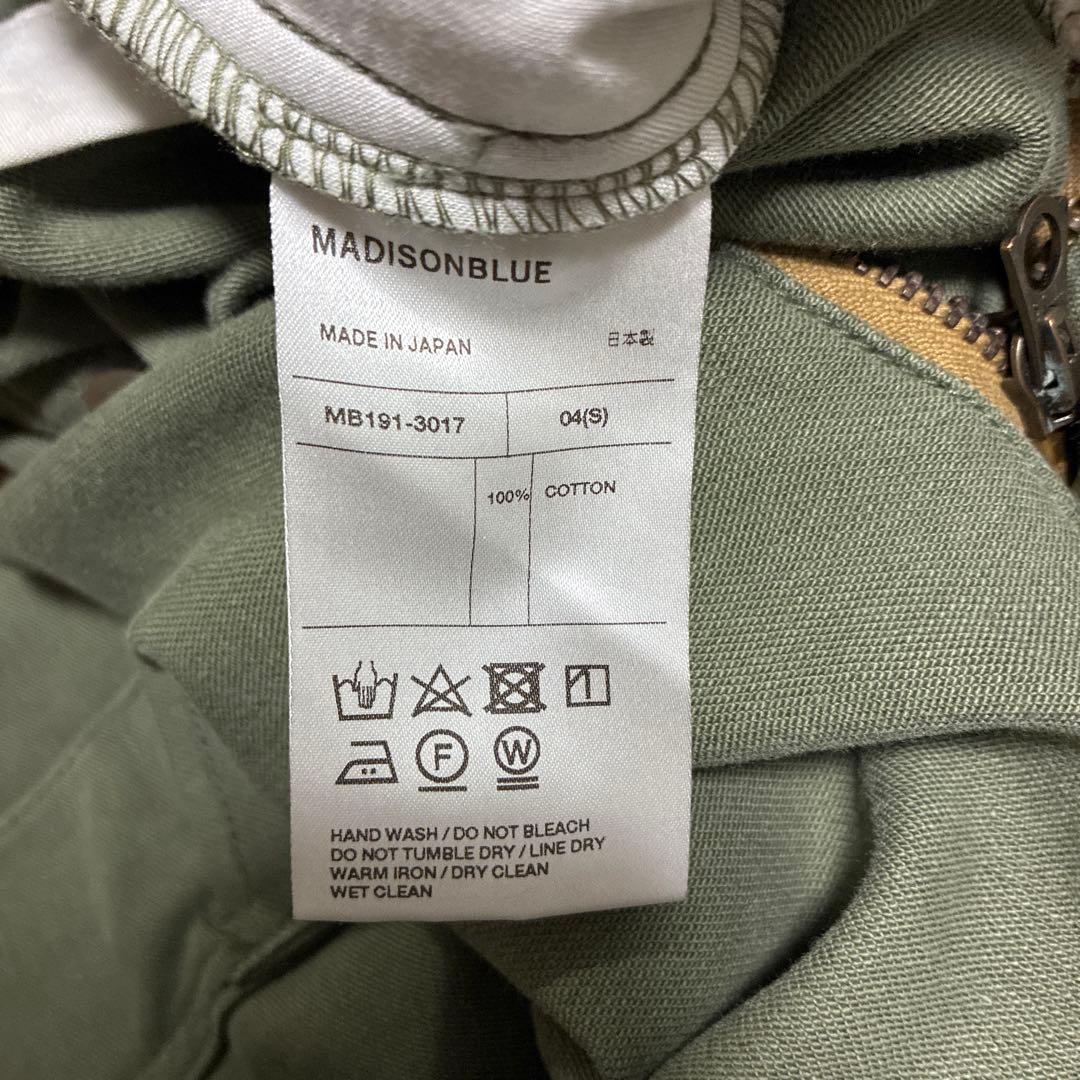 MADISONBLUE
MADE IN JAPAN 日本製
MB191-3017 04(S)
100% COTTON
F W
HAND WASH / DO NOT BLEACH
DO NOT TUMBLE DRY / LINE DRY
WARM IRON / DRY CLEAN
WET CLEAN